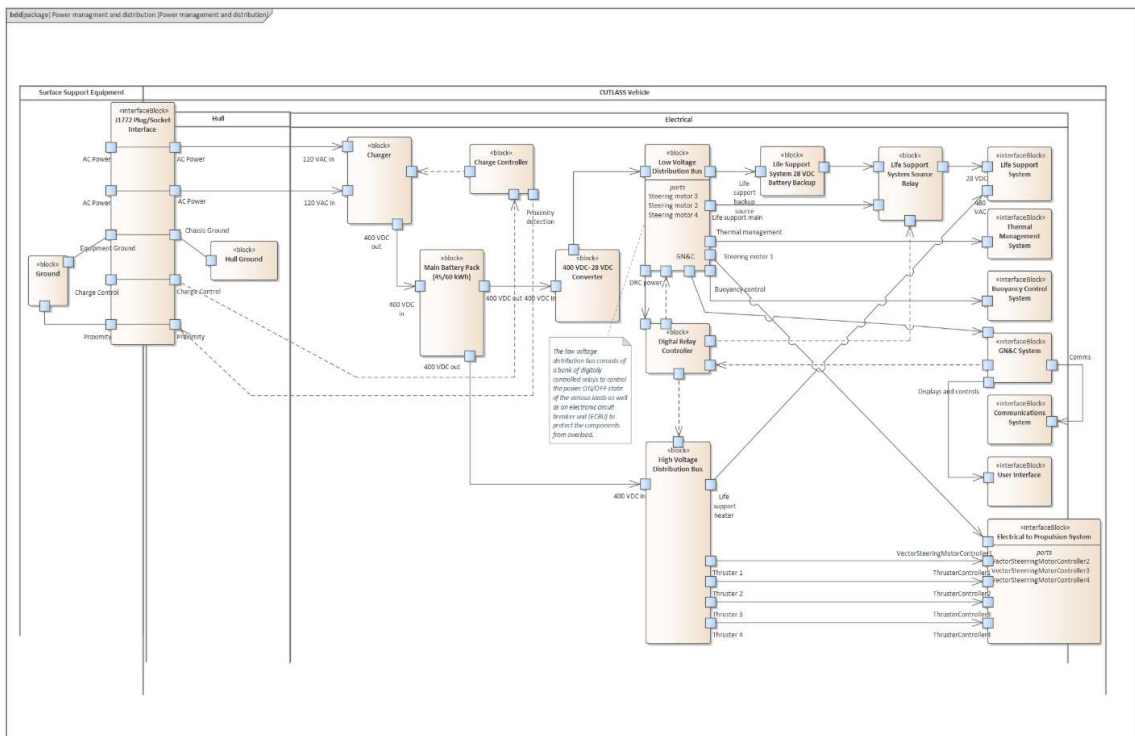 bdd[package] Power managment and distribution [Power management and distribution]
Surface Support Equipment
CUTLASS Vehicle
Hull
Electrical
«interfaceBlock»
J1772 Plug/Socket
Interface
AC Power
AC Power
AC Power
AC Power
Equipment Ground
Chassis Ground
Charge Control
Charge Control
Proximity
Proximity
«block»
Ground
«block»
Hull Ground
120 VAC in
120 VAC in
«block»
Charger
400 VDC
out
«block»
Charge Controller
Proximity
detection
400 VDC
in
«block»
Main Battery Pack
(45/60 kWh)
400 VDC out
400 VDC out
400 VDC in
«block»
400 VDC- 28 VDC
Converter
«block»
Low Voltage
Distribution Bus
ports
Steering motor 3
Steering motor 2
Steering motor 4
Life
support
backup
source
Life support main
Thermal management
Steering motor 1
GN&C
DRC power
Buoyancy control
«block»
Life Support
System 28 VDC
Battery Backup
«block»
Life Support
System Source
Relay
28 VDC
VAC
«interfaceBlock»
Life Support
System
«interfaceBlock»
Thermal
Management
System
«interfaceBlock»
Buoyancy Control
System
«interfaceBlock»
GN&C System
Comms
Displays and controls
«interfaceBlock»
Communications
System
«interfaceBlock»
User Interface
«block»
Digital Relay
Controller
The low voltage
distribution bus consists of
a bank of digitally
controlled relays to control
the power ON/OFF state
of the various loads as well
as an electronic circuit
breaker unit (ECBU) to
protect the components
from overload.
«block»
High Voltage
Distribution Bus
400 VDC in
Life
support
heater
Thruster 1
Thruster 2
Thruster 3
Thruster 4
«interfaceBlock»
Electrical to Propulsion System
ports
VectorSteerringMotorController2
VectorSteerringMotorController3
VectorSteerringMotorController4
VectorSteeringMotorController1
ThrusterController1
ThrusterController2
ThrusterController3
ThrusterController4